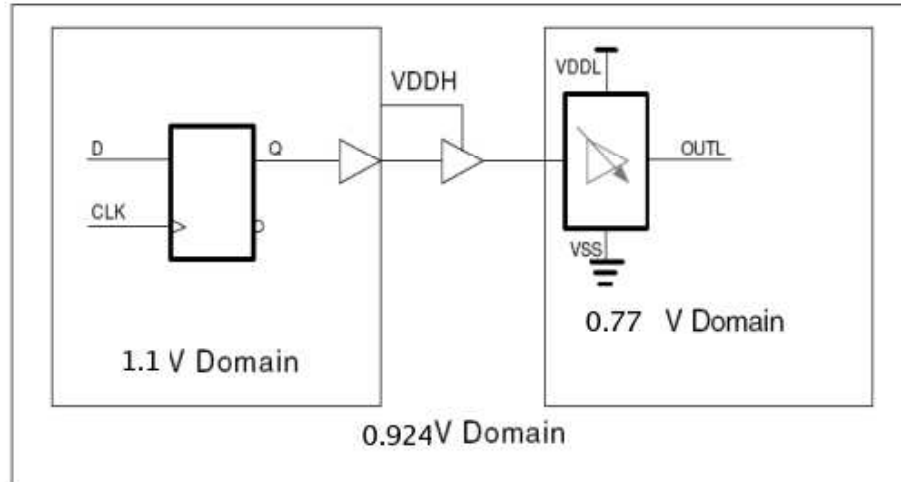 VDDH
VDDL
D
Q
OUTL
CLK
VSS
0.77 V Domain
1.1 V Domain
0.924V Domain